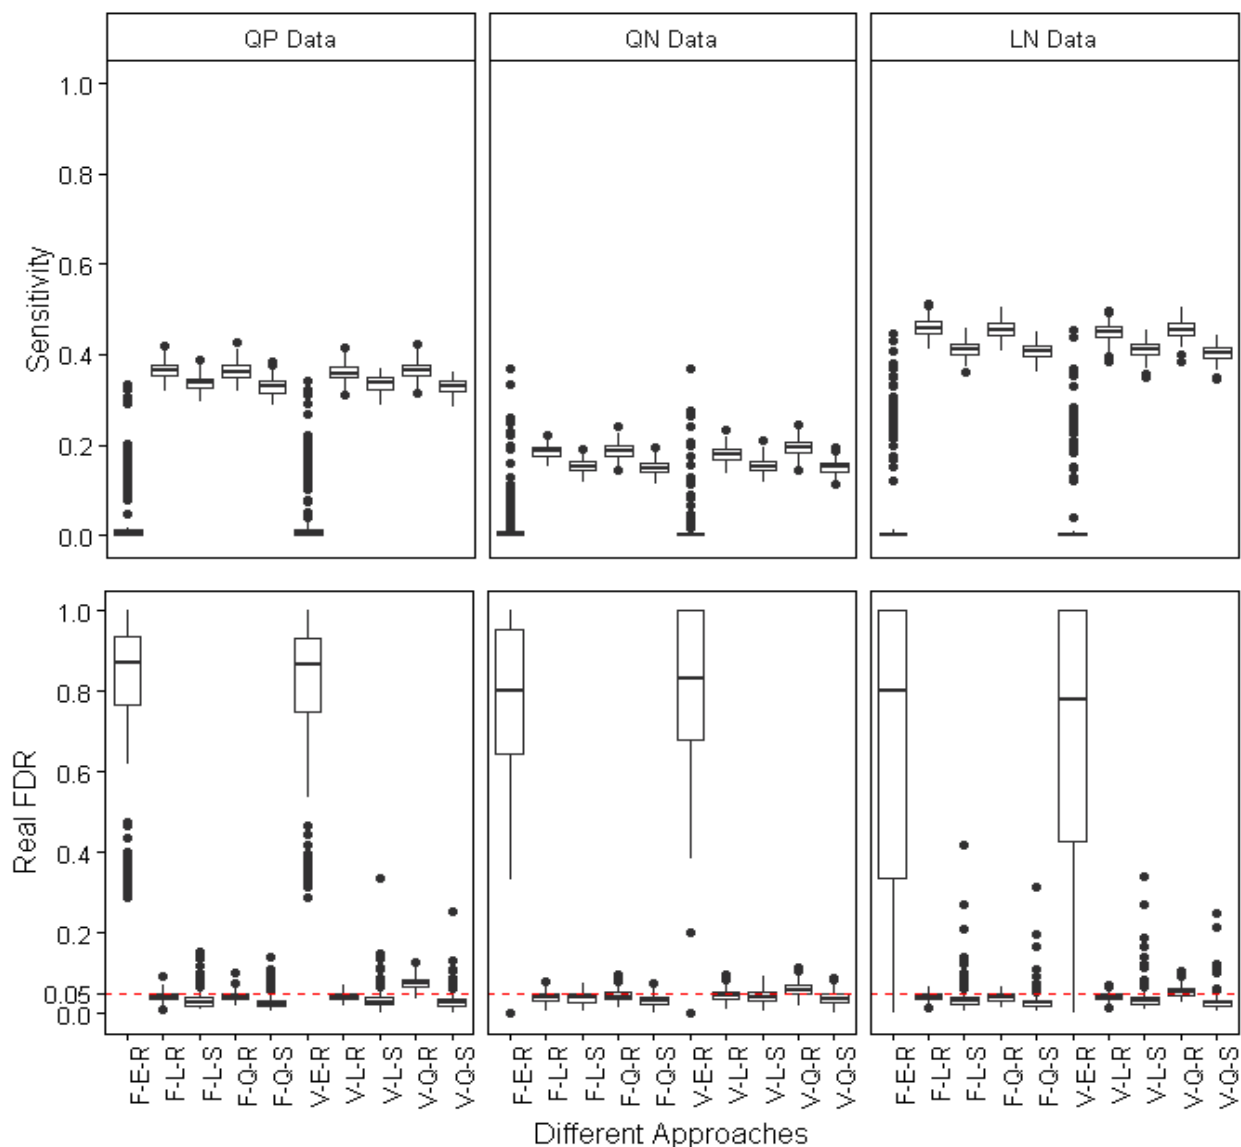 QP Data
QN Data
LN Data
Sensitivity
1.0
0.8
0.6
0.4
0.2
0.0
Real FDR
1.0
0.8
0.6
0.4
0.2
0.05
0.0
F-E-R
F-L-R
F-L-S
F-Q-R
F-Q-S
V-E-R
V-L-R
V-L-S
V-Q-R
V-Q-S
F-E-R
F-L-R
F-L-S
F-Q-R
F-Q-S
V-E-R
V-L-R
V-L-S
V-Q-R
V-Q-S
F-E-R
F-L-R
F-L-S
F-Q-R
F-Q-S
V-E-R
V-L-R
V-L-S
V-Q-R
V-Q-S
Different Approaches